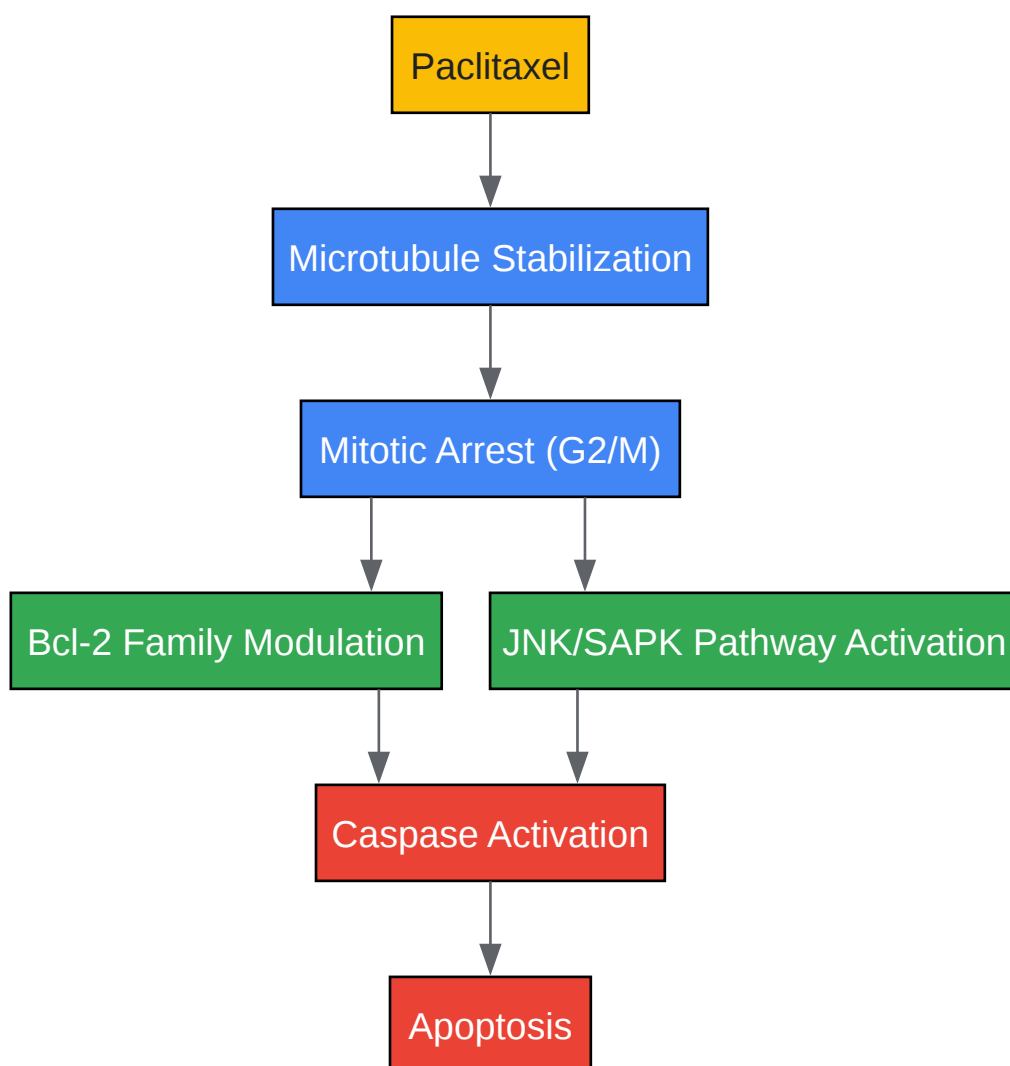 Paclitaxel
Microtubule Stabilization
Mitotic Arrest (G2/M)
Bcl-2 Family Modulation
JNK/SAPK Pathway Activation
Caspase Activation
Apoptosis